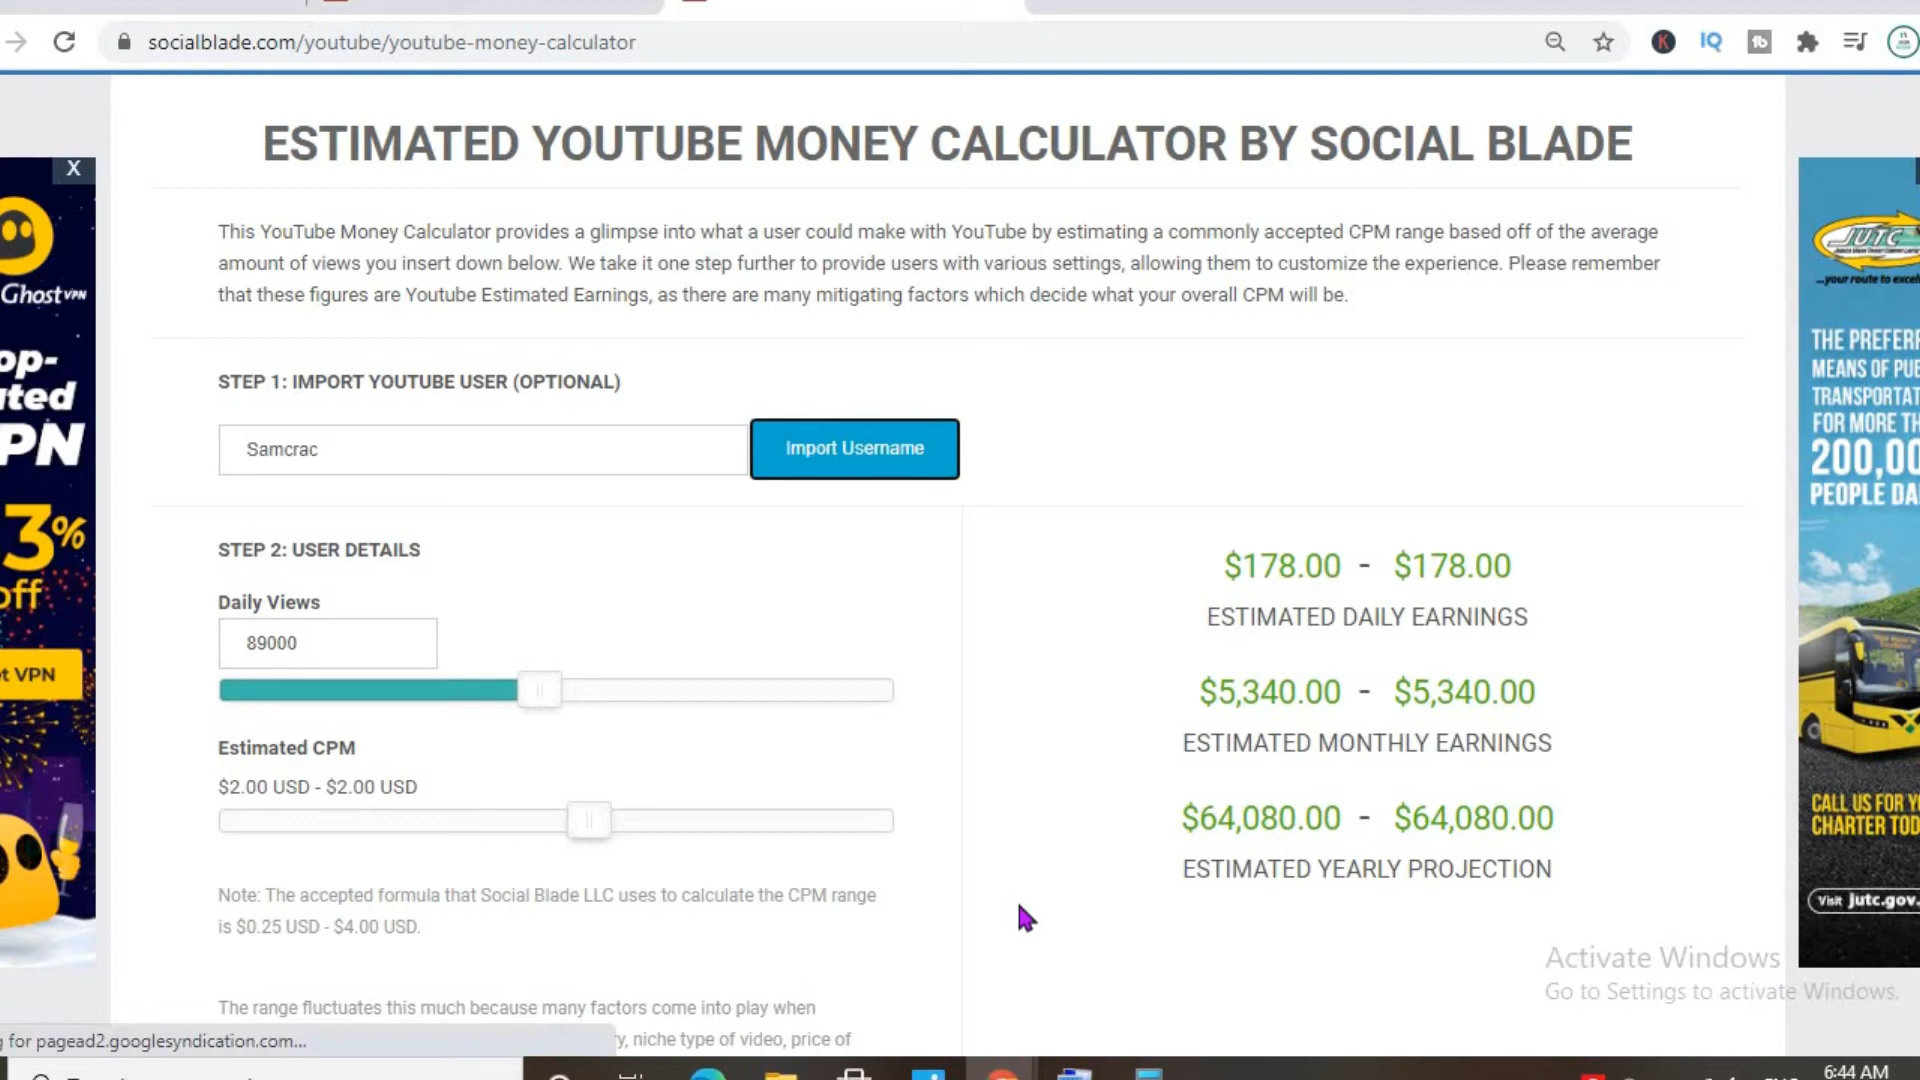 socialblade.com/youtube/youtube-money-calculator
IQ
tb
ESTIMATED YOUTUBE MONEY CALCULATOR BY SOCIAL BLADE
This YouTube Money Calculator provides a glimpse into what a user could make with YouTube by estimating a commonly accepted CPM range based off of the average
amount of views you insert down below. We take it one step further to provide users with various settings, allowing them to customize the experience. Please remember
that these figures are Youtube Estimated Earnings, as there are many mitigating factors which decide what your overall CPM will be.
STEP 1: IMPORT YOUTUBE USER (OPTIONAL)
Samcrac
Import Username
STEP 2: USER DETAILS
Daily Views
89000
Estimated CPM
$2.00 USD - $2.00 USD
Note: The accepted formula that Social Blade LLC uses to calculate the CPM range
is $0.25 USD - $4.00 USD.
The range fluctuates this much because many factors come into play when
niche type of video, price of
$178.00 - $178.00
ESTIMATED DAILY EARNINGS
$5,340.00 - $5,340.00
ESTIMATED MONTHLY EARNINGS
$64,080.00 - $64,080.00
ESTIMATED YEARLY PROJECTION
X
Ghost VPN
op-
ated
PN
3%
off
et VPN
JUTC
...your route to excel
THE PREFERR
MEANS OF PUB
TRANSPORTAT
FOR MORE TH
200,00
PEOPLE DA
CALL US FOR Y
CHARTER TOD
Visit jutc.gov.
Activate Windows
Go to Settings to activate Windows.
g for pagead2.googlesyndication.com...
6:44 AM